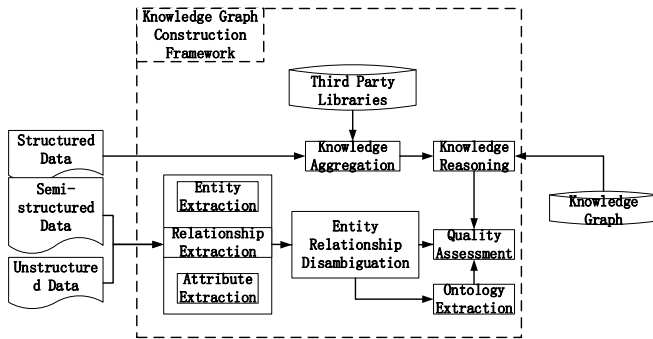 Knowledge Graph
Construction
Framework
Third Party
Libraries
Structured
Data
Knowledge
Aggregation
Knowledge
Reasoning
Semi-
structured
Data
Entity
Extraction
Knowledge
Graph
Relationship
Extraction
Entity
Relationship
Disambiguation
Quality
Assessment
Unstructure
d Data
Attribute
Extraction
Ontology
Extraction